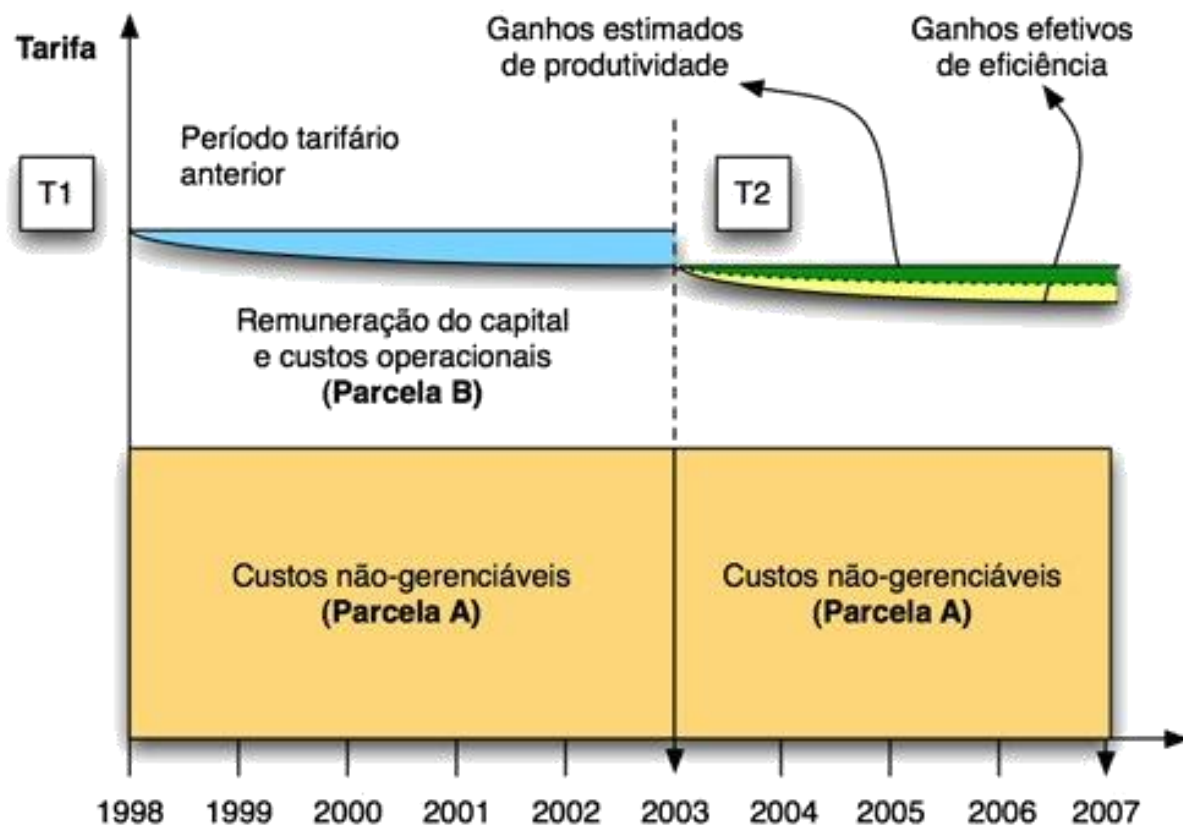 Tarifa
Ganhos estimados
de produtividade
Ganhos efetivos
de eficiência
Período tarifário
anterior
T1
T2
Remuneração do capital
e custos operacionais
(Parcela B)
Custos não-gerenciáveis
(Parcela A)
Custos não-gerenciáveis
(Parcela A)
1998 1999 2000 2001 2002 2003 2004 2005 2006 2007